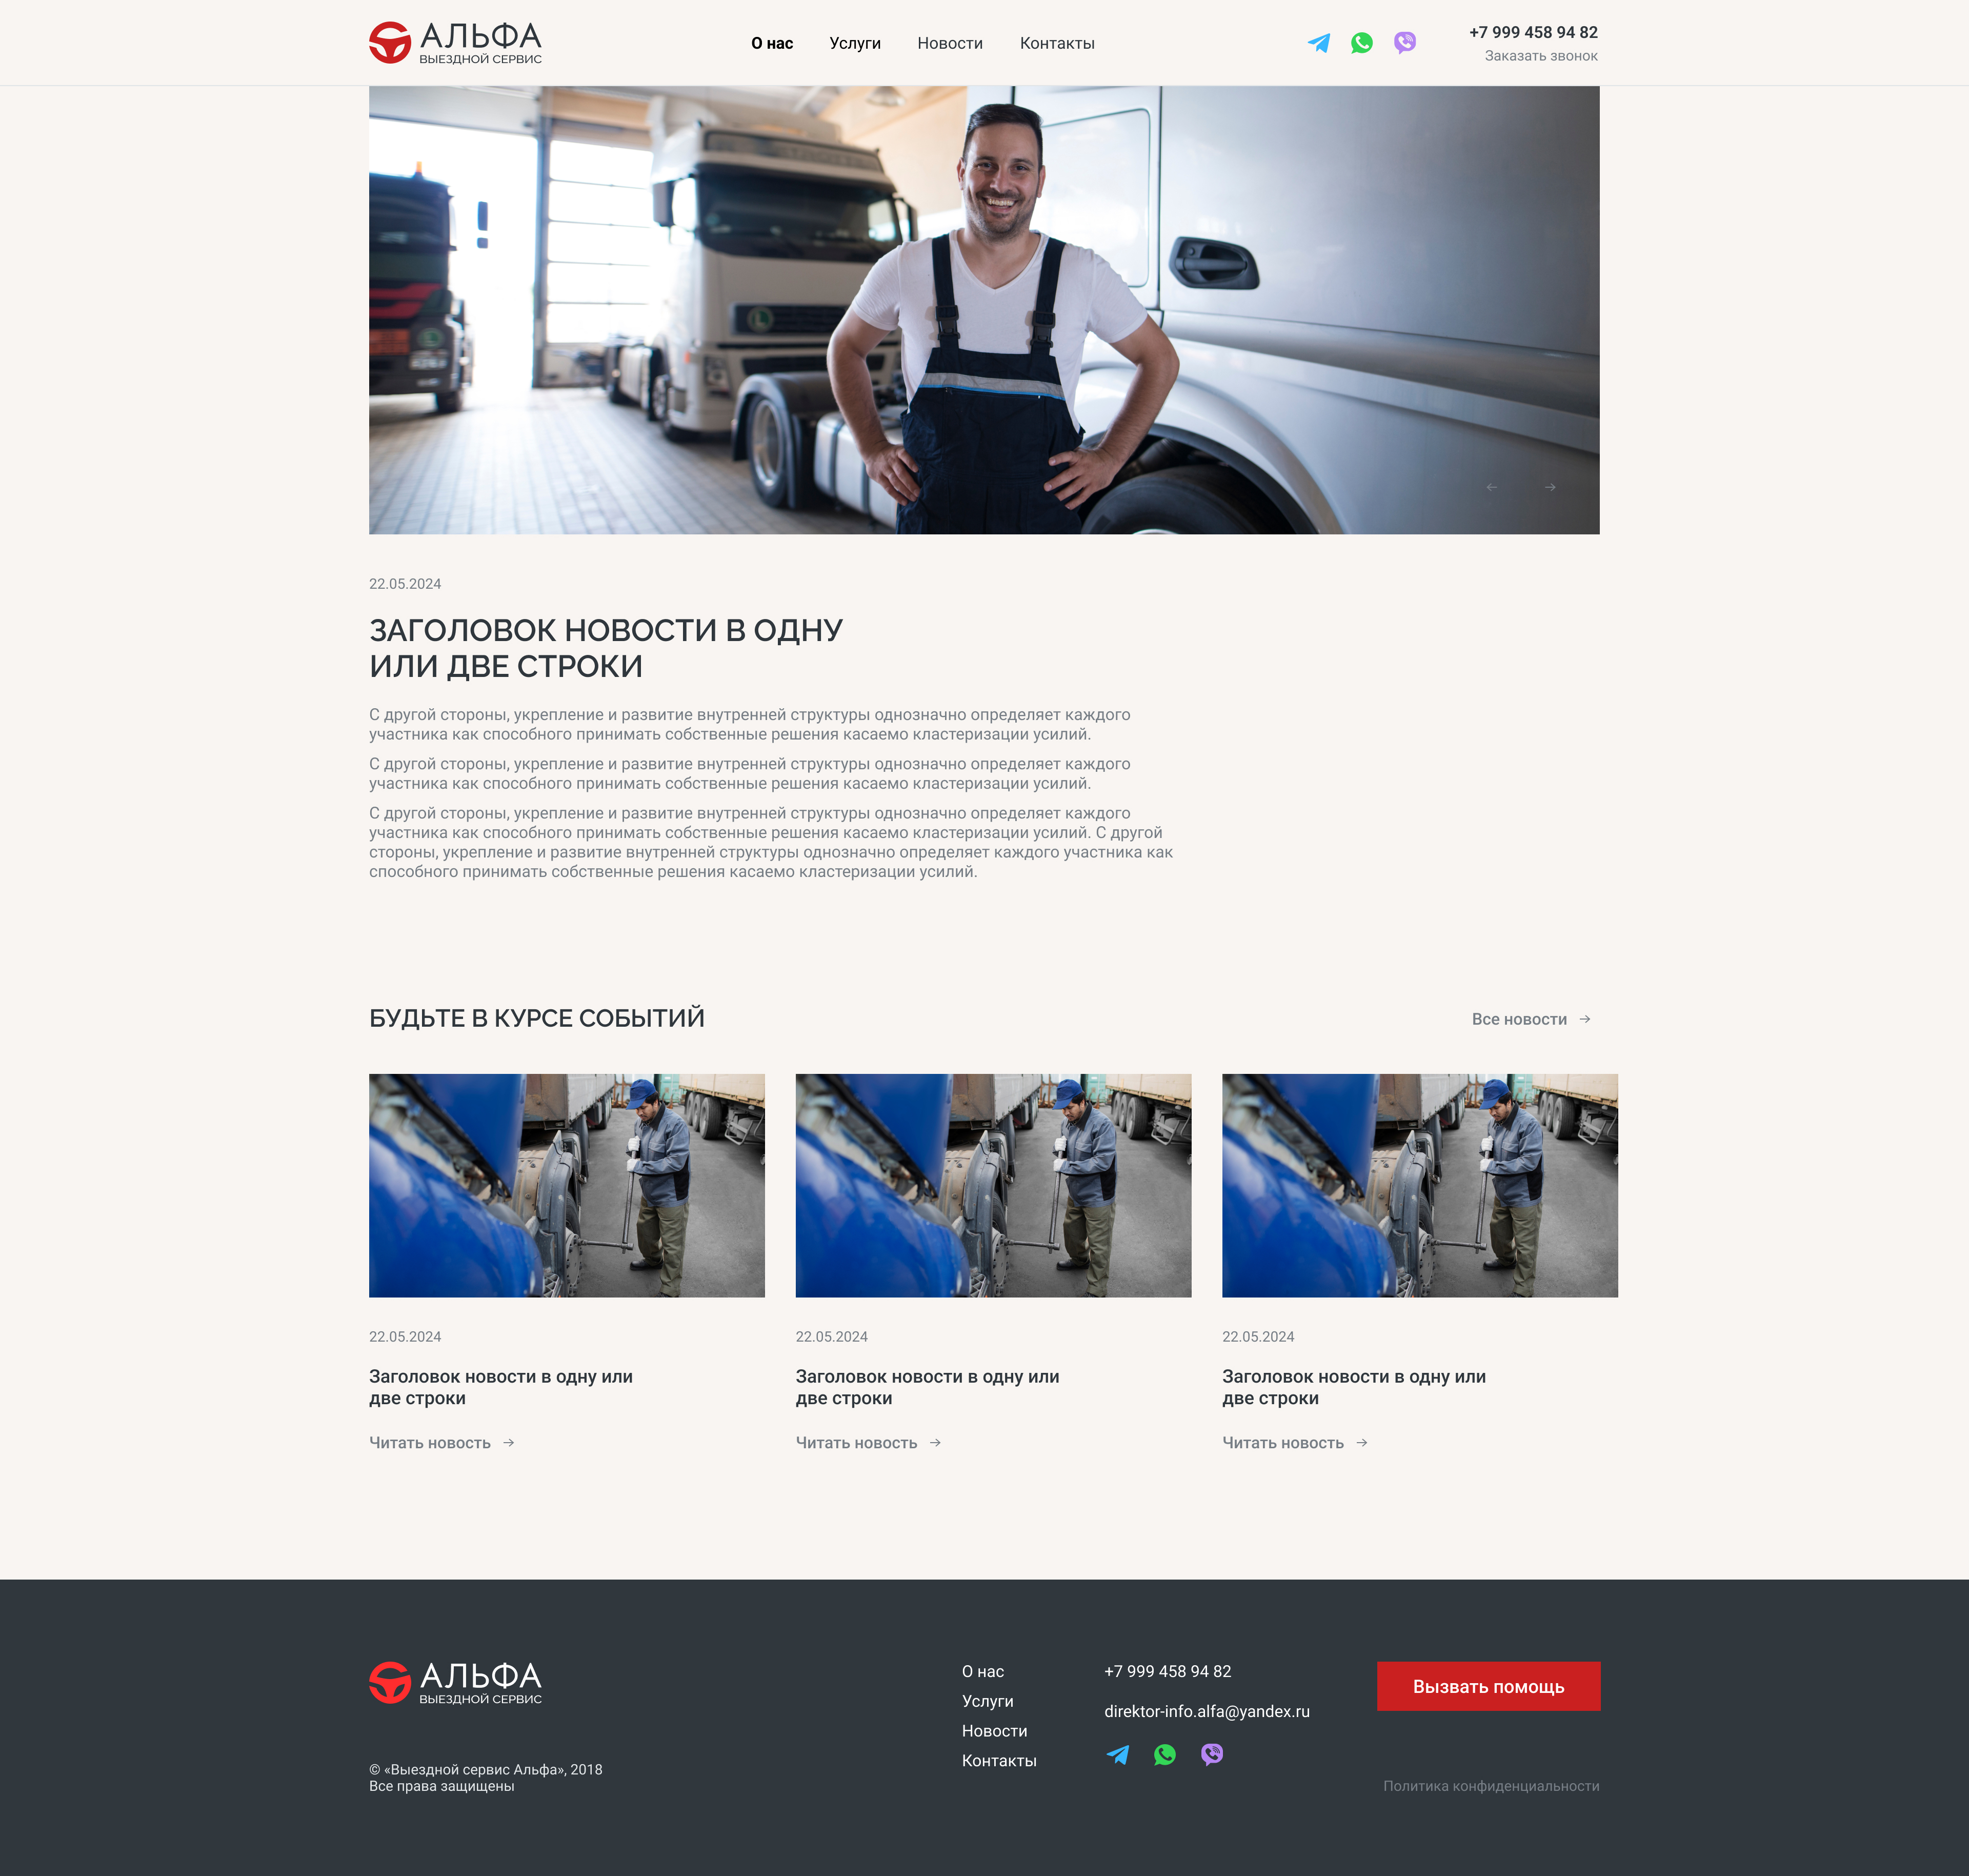 АЛЬФА
ВЫЕЗДНОЙ СЕРВИС
О нас
Услуги
Новости
Контакты
+7 999 458 94 82
Заказать звонок
22.05.2024
ЗАГОЛОВОК НОВОСТИ В ОДНУ
ИЛИ ДВЕ СТРОКИ
С другой стороны, укрепление и развитие внутренней структуры однозначно определяет каждого
участника как способного принимать собственные решения касаемо кластеризации усилий.
С другой стороны, укрепление и развитие внутренней структуры однозначно определяет каждого
участника как способного принимать собственные решения касаемо кластеризации усилий.
С другой стороны, укрепление и развитие внутренней структуры однозначно определяет каждого
участника как способного принимать собственные решения касаемо кластеризации усилий. С другой
стороны, укрепление и развитие внутренней структуры однозначно определяет каждого участника как
способного принимать собственные решения касаемо кластеризации усилий.
БУДЬТЕ В КУРСЕ СОБЫТИЙ
Все новости
22.05.2024
Заголовок новости в одну или
две строки
Читать новость
22.05.2024
Заголовок новости в одну или
две строки
Читать новость
22.05.2024
Заголовок новости в одну или
две строки
Читать новость
АЛЬФА
ВЫЕЗДНОЙ СЕРВИС
© «Выездной сервис Альфа», 2018
Все права защищены
О нас
Услуги
Новости
Контакты
+7 999 458 94 82
direktor-info.alfa@yandex.ru
Вызвать помощь
Политика конфиденциальности